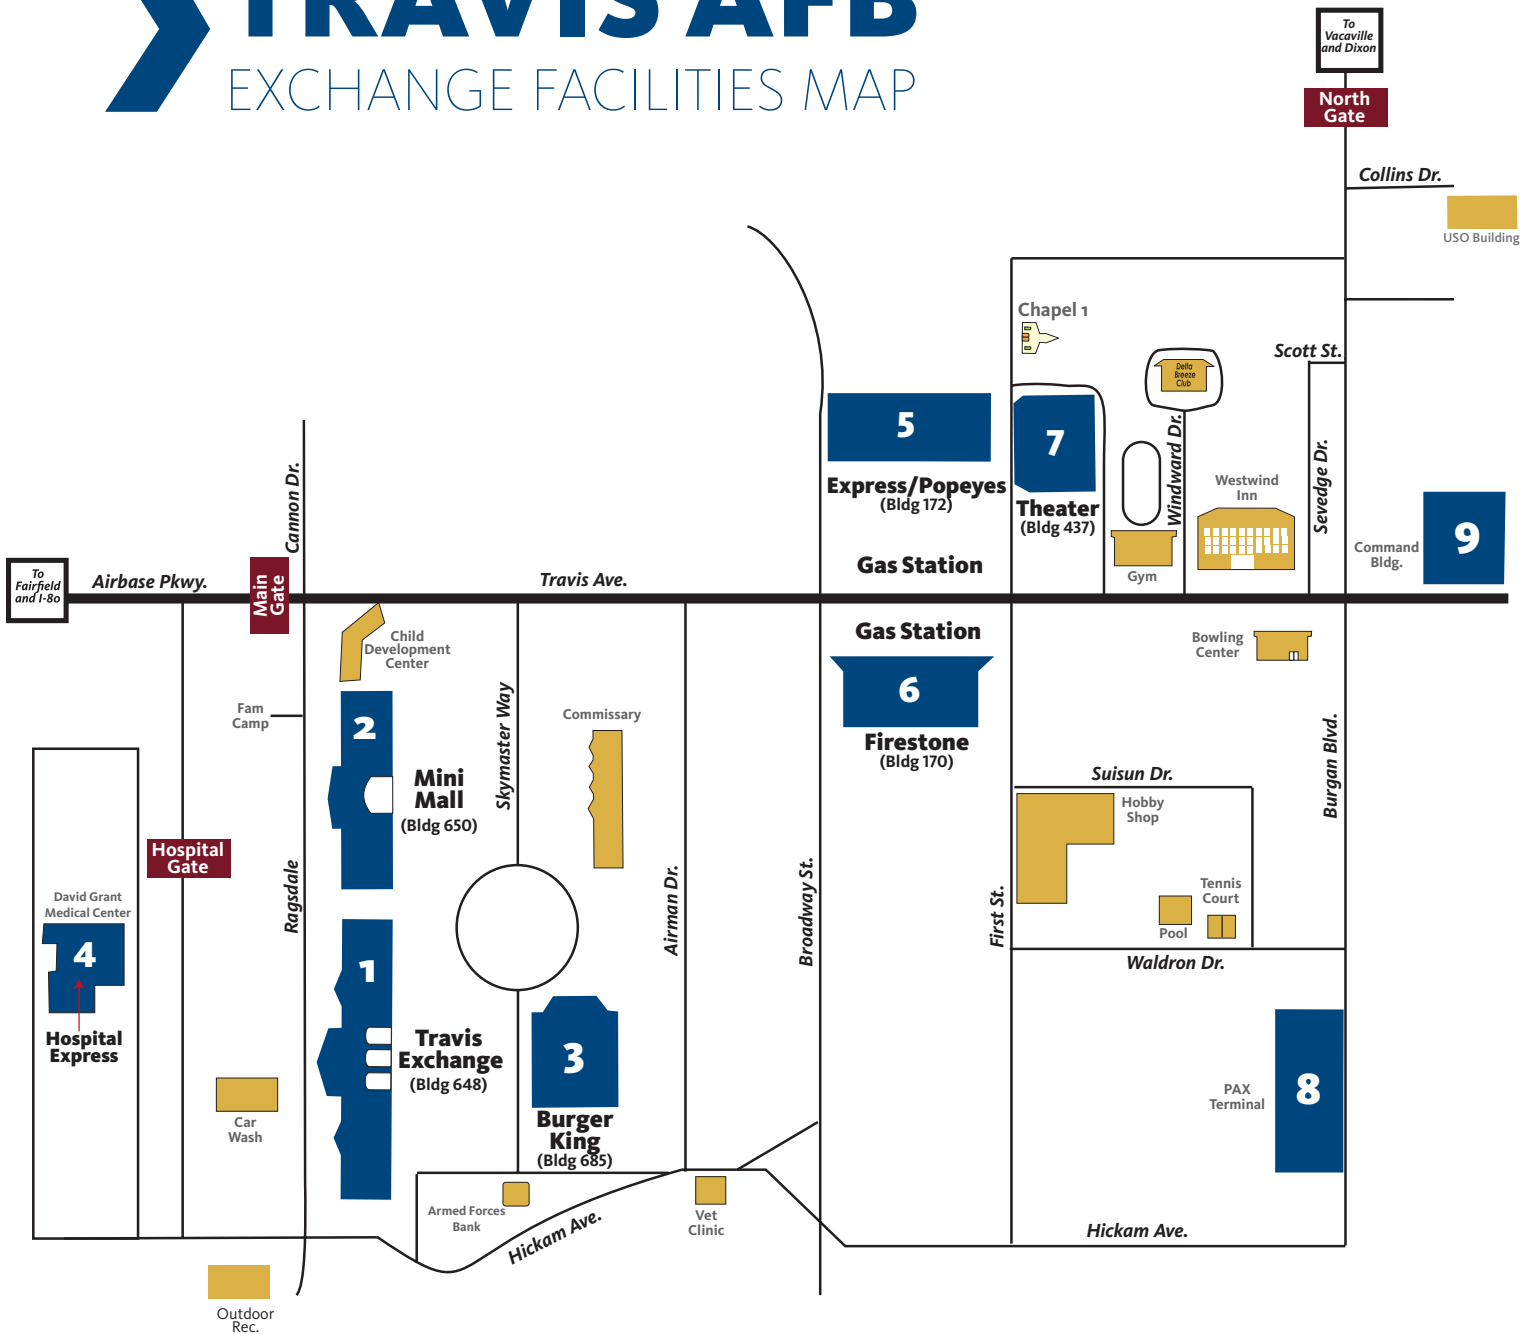 TRAVIS AFB
EXCHANGE FACILITIES MAP
To
Vacaville
and Dixon
North
Gate
Collins Dr.
USO Building
Chapel 1
Scott St.
Delta
Breeze
Club
5
7
Windward Dr.
Sevedge Dr.
Express/Popeyes
(Bldg 172)
Theater
(Bldg 437)
Westwind
Inn
Gym
Command
Bldg.
9
Cannon Dr.
Gas Station
To
Fairfield
and I-80
Airbase Pkwy.
Main
Gate
Travis Ave.
Gas Station
Child
Development
Center
Bowling
Center
Fam
Camp
2
Mini
Mall
(Bldg 650)
Skymaster Way
Commissary
6
Firestone
(Bldg 170)
Suisun Dr.
Hobby
Shop
Burgan Blvd.
Hospital
Gate
Ragsdale
Airman Dr.
Broadway St.
First St.
Tennis
Court
Pool
Waldron Dr.
David Grant
Medical Center
4
Hospital
Express
1
Travis
Exchange
(Bldg 648)
3
Burger
King
(Bldg 685)
PAX
Terminal
8
Car
Wash
Armed Forces
Bank
Hickam Ave.
Vet
Clinic
Hickam Ave.
Outdoor
Rec.